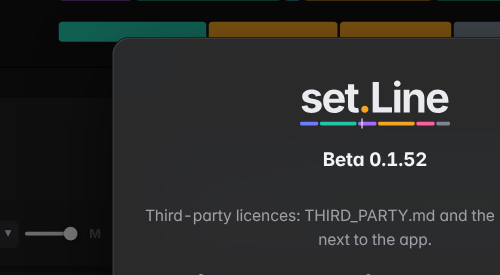 set.Line
Beta 0.1.52
Third-party licences: THIRD_PARTY.md and the
next to the app.
M